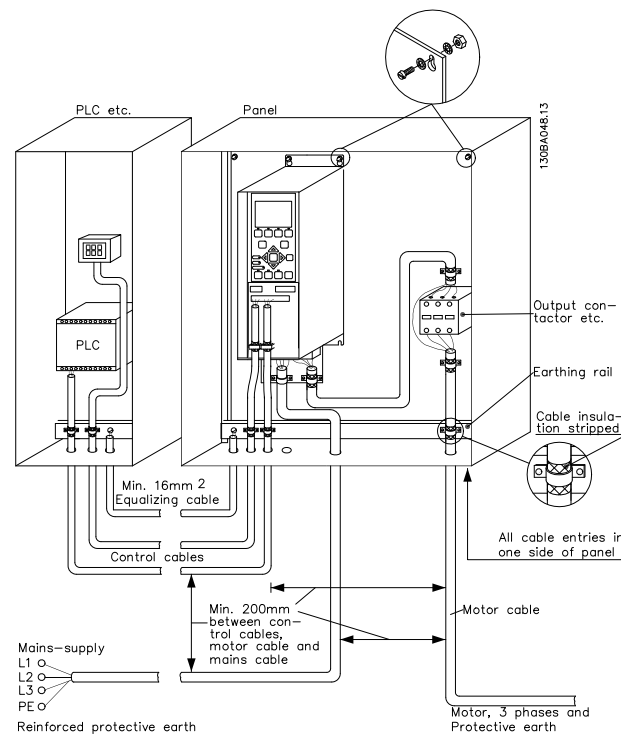 PLC etc.
Panel
130BA048.13
PLC
Output con-
tactor etc.
Earthing rail
Cable insula-
tion stripped
Min. 16mm 2
Equalizing cable
Control cables
All cable entries in
one side of panel
Min. 200mm
between con-
trol cables,
motor cable and
mains cable
Motor cable
Mains-supply
L1
L2
L3
PE
Reinforced protective earth
Motor, 3 phases and
Protective earth